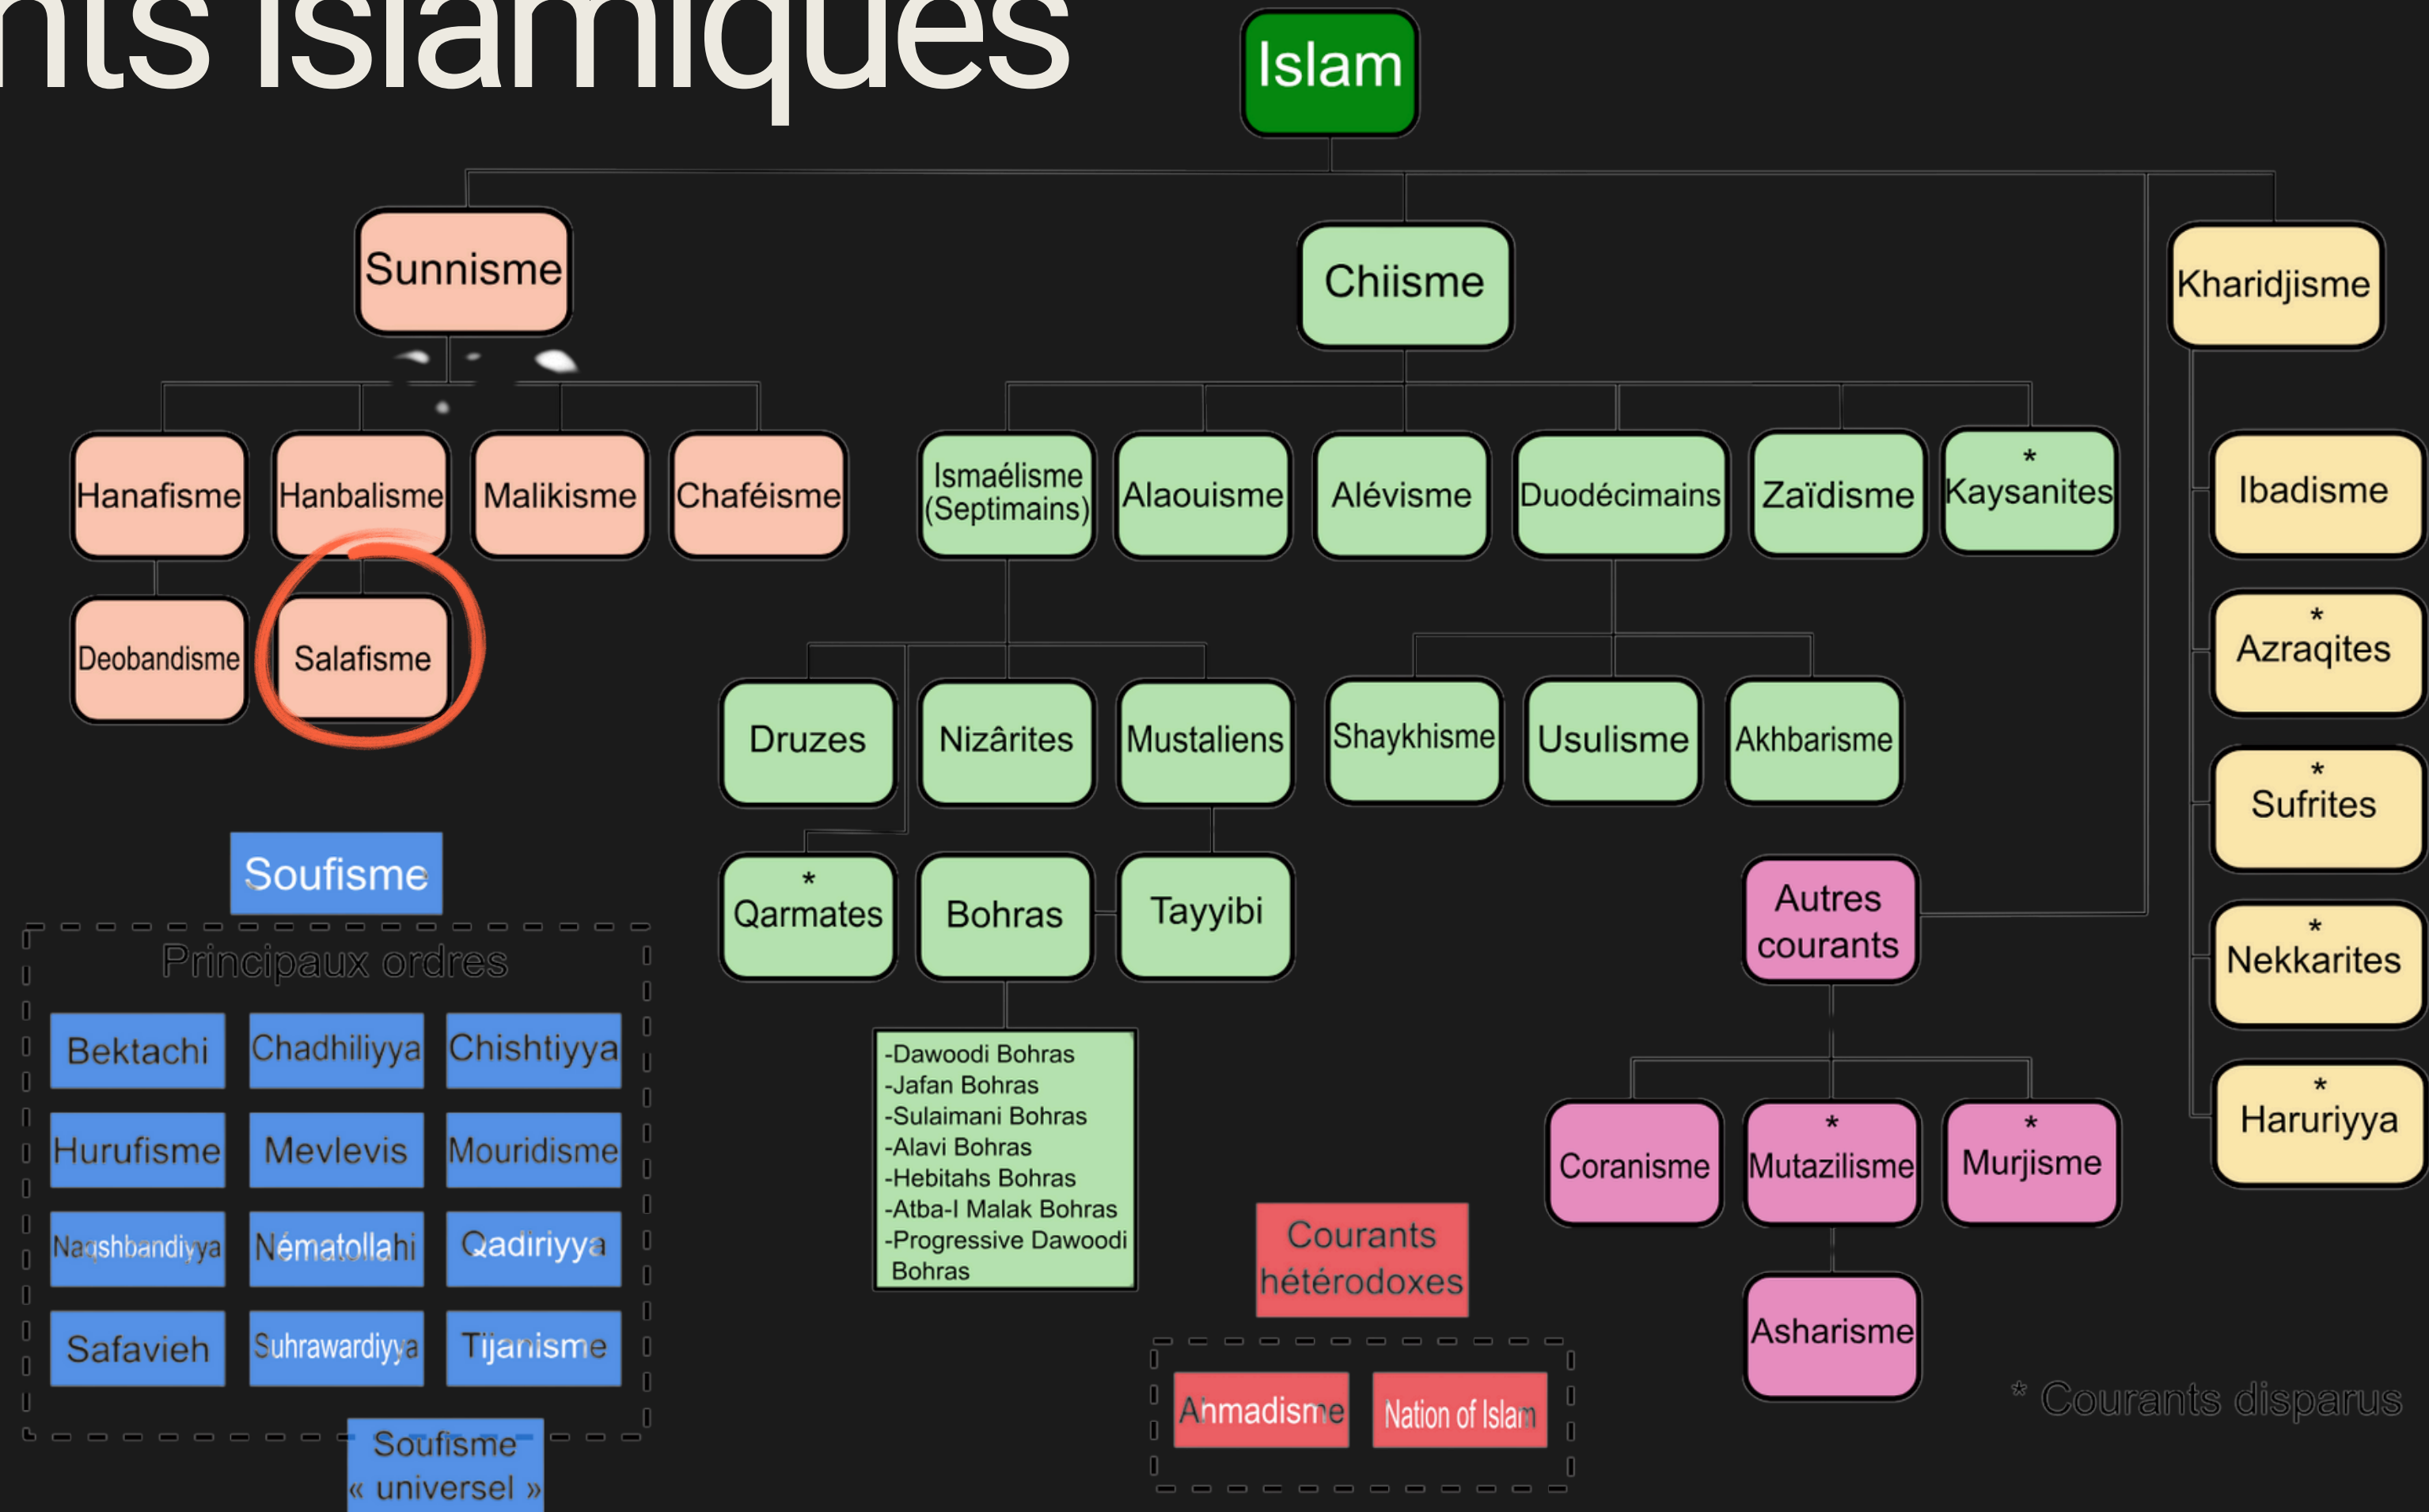 nts islamiques
Islam
Sunnisme
Chiisme
Kharidjisme
Hanafisme
Hanbalisme
Malikisme
Chaféisme
Ismaélisme
(Septimains)
Alaouisme
Alévisme
Duodécimains
Zaïdisme
*
Kaysanites
Ibadisme
Deobandisme
Salafisme
*
Azraqites
Druzes
Nizârites
Mustaliens
Shaykhisme
Usulisme
Akhbarisme
*
Sufrites
Soufisme
*
Qarmates
Bohras
Tayyibi
Autres
courants
*
Nekkarites
Principaux ordres
Bektachi
Chadhiliyya
Chishtiyya
Hurufisme
Mevlevis
Mouridisme
Naqshbandiyya
Nématollahi
Qadiriyya
Safavieh
Suhrawardiyya
Tijanisme
Soufisme
« universel »
-Dawoodi Bohras
-Jafan Bohras
-Sulaimani Bohras
-Alavi Bohras
-Hebitahs Bohras
-Atba-I Malak Bohras
-Progressive Dawoodi
Bohras
Coranisme
*
Mutazilisme
*
Murjisme
*
Haruriyya
Asharisme
Courants
hétérodoxes
Ahmadisme
Nation of Islam
* Courants disparus